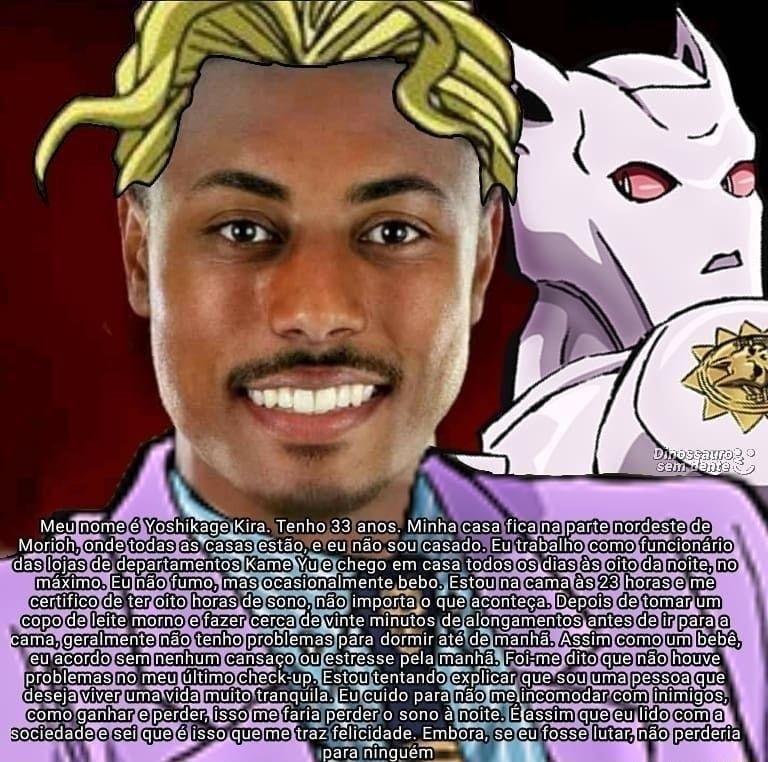 Dinossauro
sem dente
Meu nome é Yoshikage Kira. Tenho 33 anos. Minha casa fica na parte nordeste de
Morioh, onde todas as casas estão, e eu não sou casado. Eu trabalho como funcionário
das lojas de departamentos Kame Yu e chego em casa todos os dias às oito da noite, no
máximo. Eu não fumo, mas ocasionalmente bebo. Estou na cama às 23 horas e me
certifico de ter oito horas de sono, não importa o que aconteça. Depois de tomar um
copo de leite morno e fazer cerca de vinte minutos de alongamentos antes de ir para a
cama, geralmente não tenho problemas para dormir até de manhã. Assim como um bebê,
eu acordo sem nenhum cansaço ou estresse pela manhã. Foi-me dito que não houve
problemas no meu último check-up. Estou tentando explicar que sou uma pessoa que
deseja viver uma vida muito tranquila. Eu cuido para não me incomodar com inimigos,
como ganhar e perder, isso me faria perder o sono à noite. É assim que eu lido com a
sociedade e sei que é isso que me traz felicidade. Embora, se eu fosse lutar, não perderia
para ninguém